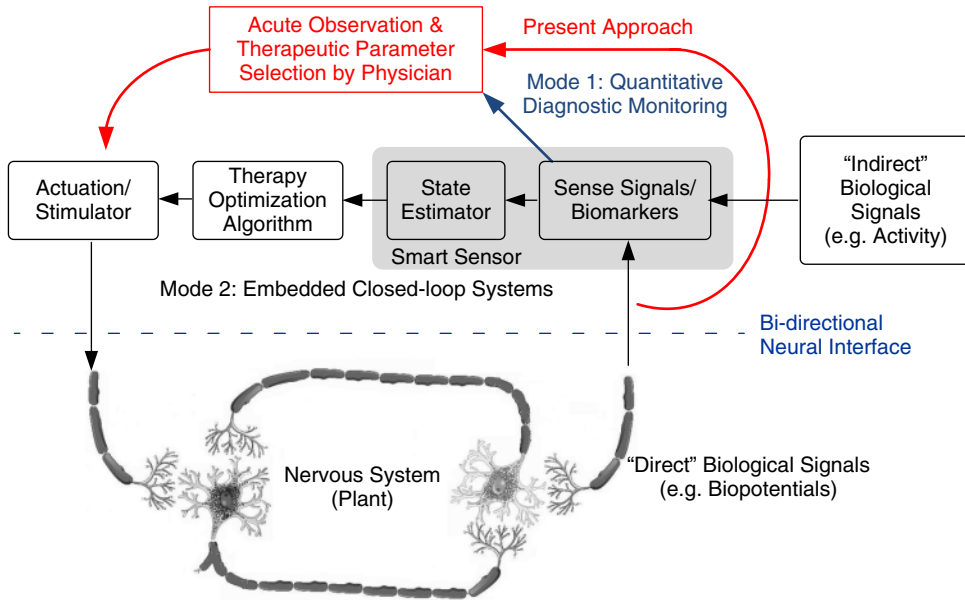 Acute Observation &
Therapeutic Parameter
Selection by Physician
Present Approach
Mode 1: Quantitative
Diagnostic Monitoring
Actuation/
Stimulator
Therapy
Optimization
Algorithm
State
Estimator
Sense Signals/
Biomarkers
“Indirect”
Biological
Signals
(e.g. Activity)
Smart Sensor
Mode 2: Embedded Closed-loop Systems
Bi-directional
Neural Interface
Nervous System
(Plant)
“Direct” Biological Signals
(e.g. Biopotentials)